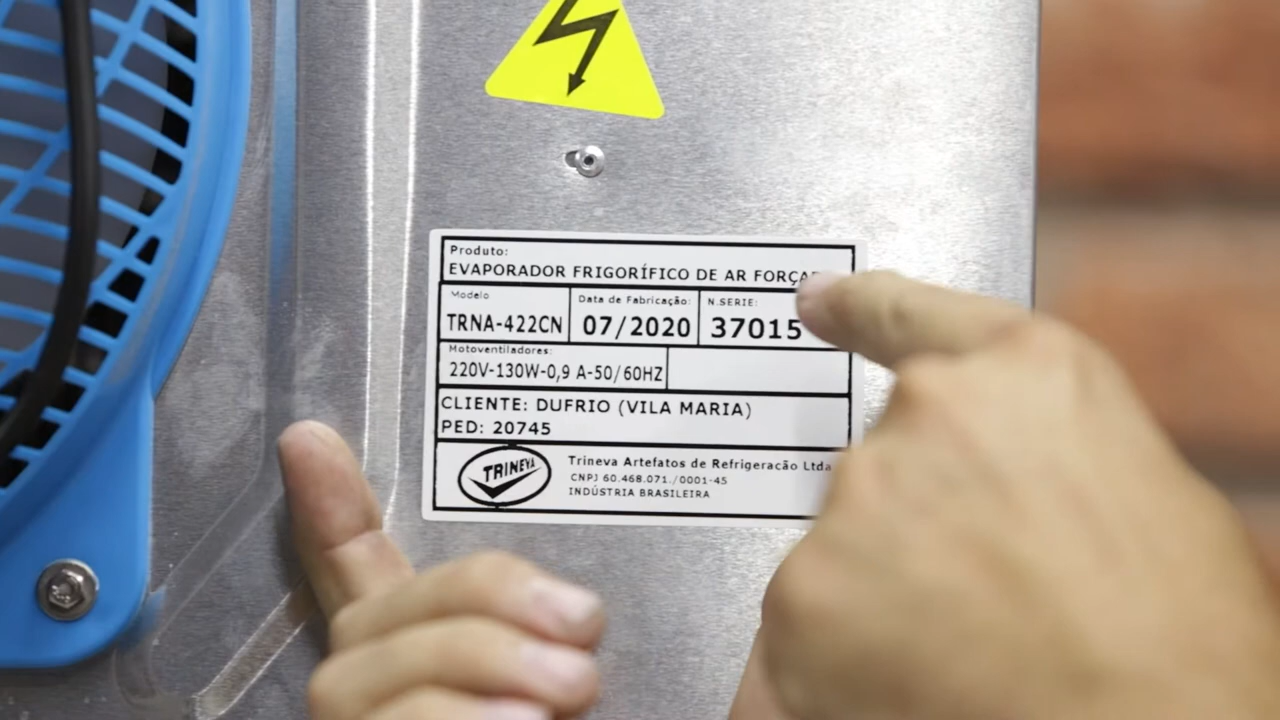 Produto:
EVAPORADOR FRIGORÍFICO DE AR
Modelo
TRNA-422CN
Data de Fabricação:
07/2020
N.SERIE:
37015
Motoventiladores:
220V-130W-0,9 A-50/60HZ
CLIENTE: DUFRIO (VILA MARIA)
PED: 20745
TRINEVA
Trineva Artefatos de Refrigeracão Ltda
CNPJ 60.468.071./0001-45
INDÚSTRIA BRASILEIRA